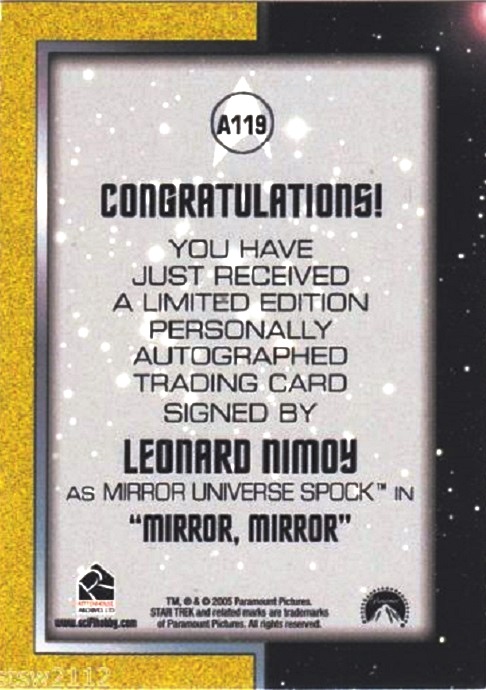 A119
CONGRATULATIONS!
YOU HAVE
JUST RECEIVED
A LIMITED EDITION
PERSONALLY
AUTOGRAPHED
TRADING CARD
SIGNED BY
LEONARD NIMOY
AS MIRROR UNIVERSE SPOCK™ IN
"MIRROR, MIRROR"
RITTENHOUSE
ARCHIVES LTD
www.scifihobby.com
TM, ® & © 2005 Paramount Pictures.
STAR TREK and related marks are trademarks
of Paramount Pictures. All rights reserved.